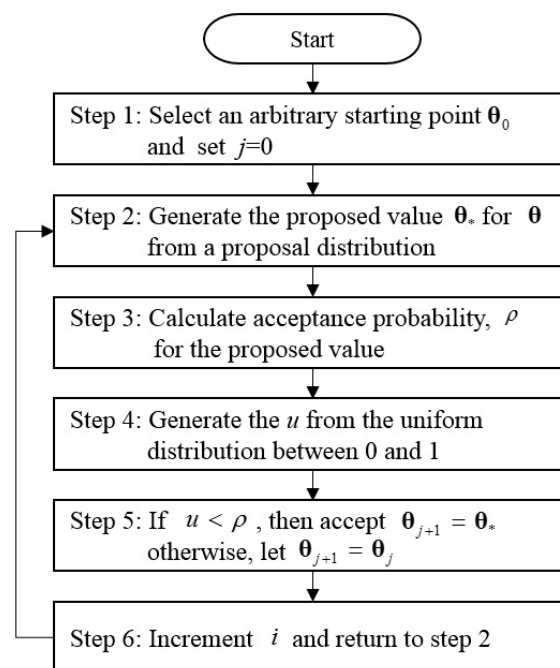 Start
Step 1: Select an arbitrary starting point θ₀
and set j=0
Step 2: Generate the proposed value θ* for θ
from a proposal distribution
Step 3: Calculate acceptance probability, ρ
for the proposed value
Step 4: Generate the u from the uniform
distribution between 0 and 1
Step 5: If u < ρ , then accept θⱼ₊₁ = θ*
otherwise, let θⱼ₊₁ = θⱼ
Step 6: Increment i and return to step 2